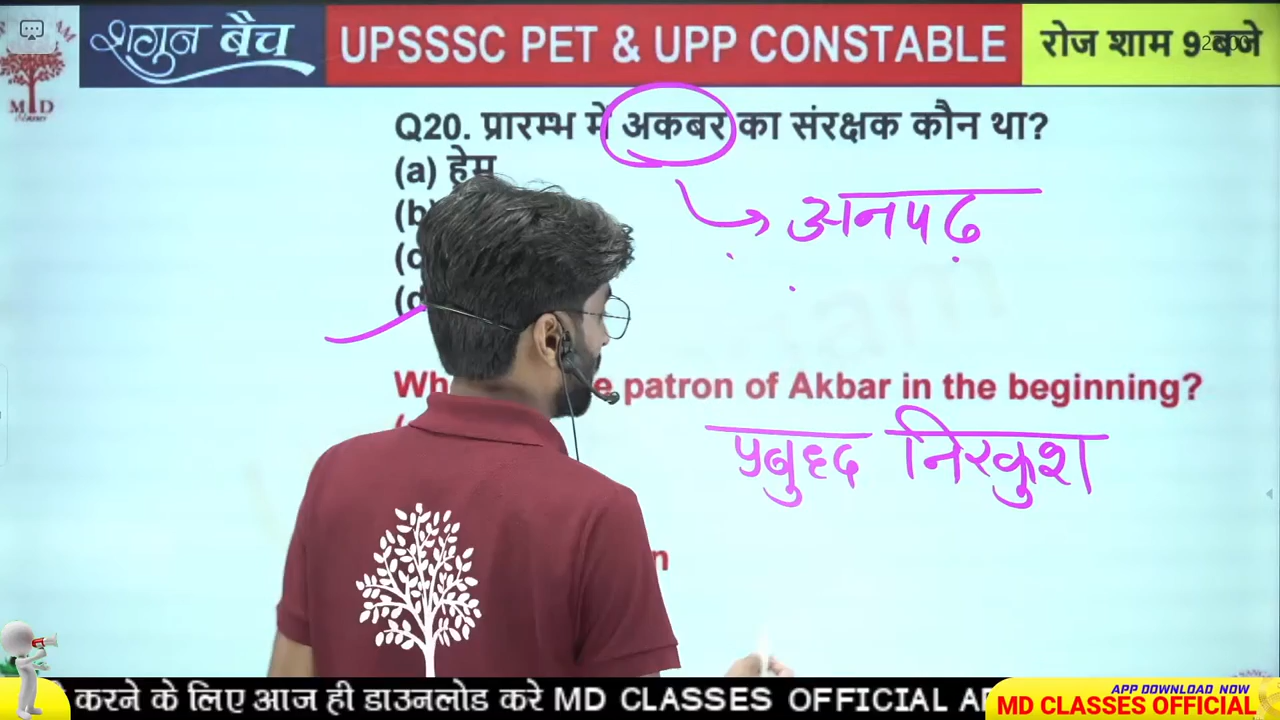 शगुन बैच
UPSSSC PET & UPP CONSTABLE
रोज शाम 9 बजे
MD
Q20. प्रारम्भ में अकबर का संरक्षक कौन था?
(a) हेमू
(b)
अनपढ़
patron of Akbar in the beginning?
प्रबुद्ध निरकुश
करने के लिए आज ही डाउनलोड करे MD CLASSES OFFICIAL
APP DOWNLOAD NOW
MD CLASSES OFFICIAL